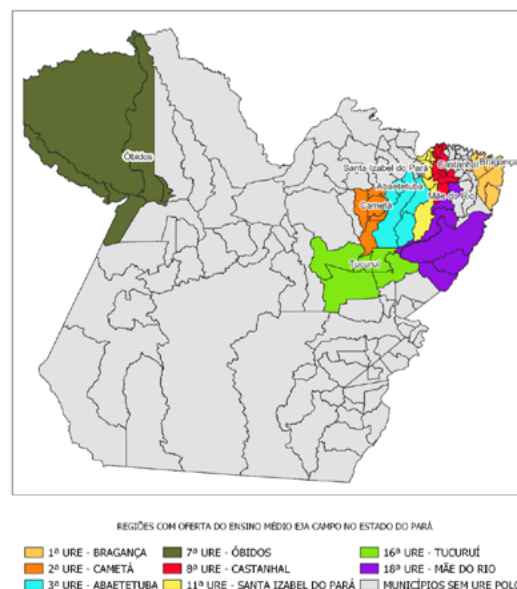 Óbidos
Santa Izabel do Pará
Castanhal
Bragança
Abaetetuba
Mãe do Rio
Cametá
Tucuruí
REGIÕES COM OFERTA DO ENSINO MÉDIO EJA CAMPO NO ESTADO DO PARÁ
1ª URE - BRAGANÇA
7ª URE - ÓBIDOS
16ª URE - TUCURUÍ
2ª URE - CAMETÁ
8ª URE - CASTANHAL
18ª URE - MÃE DO RIO
3ª URE - ABAETETUBA
11ª URE - SANTA IZABEL DO PARÁ
MUNICÍPIOS SEM URE POLO